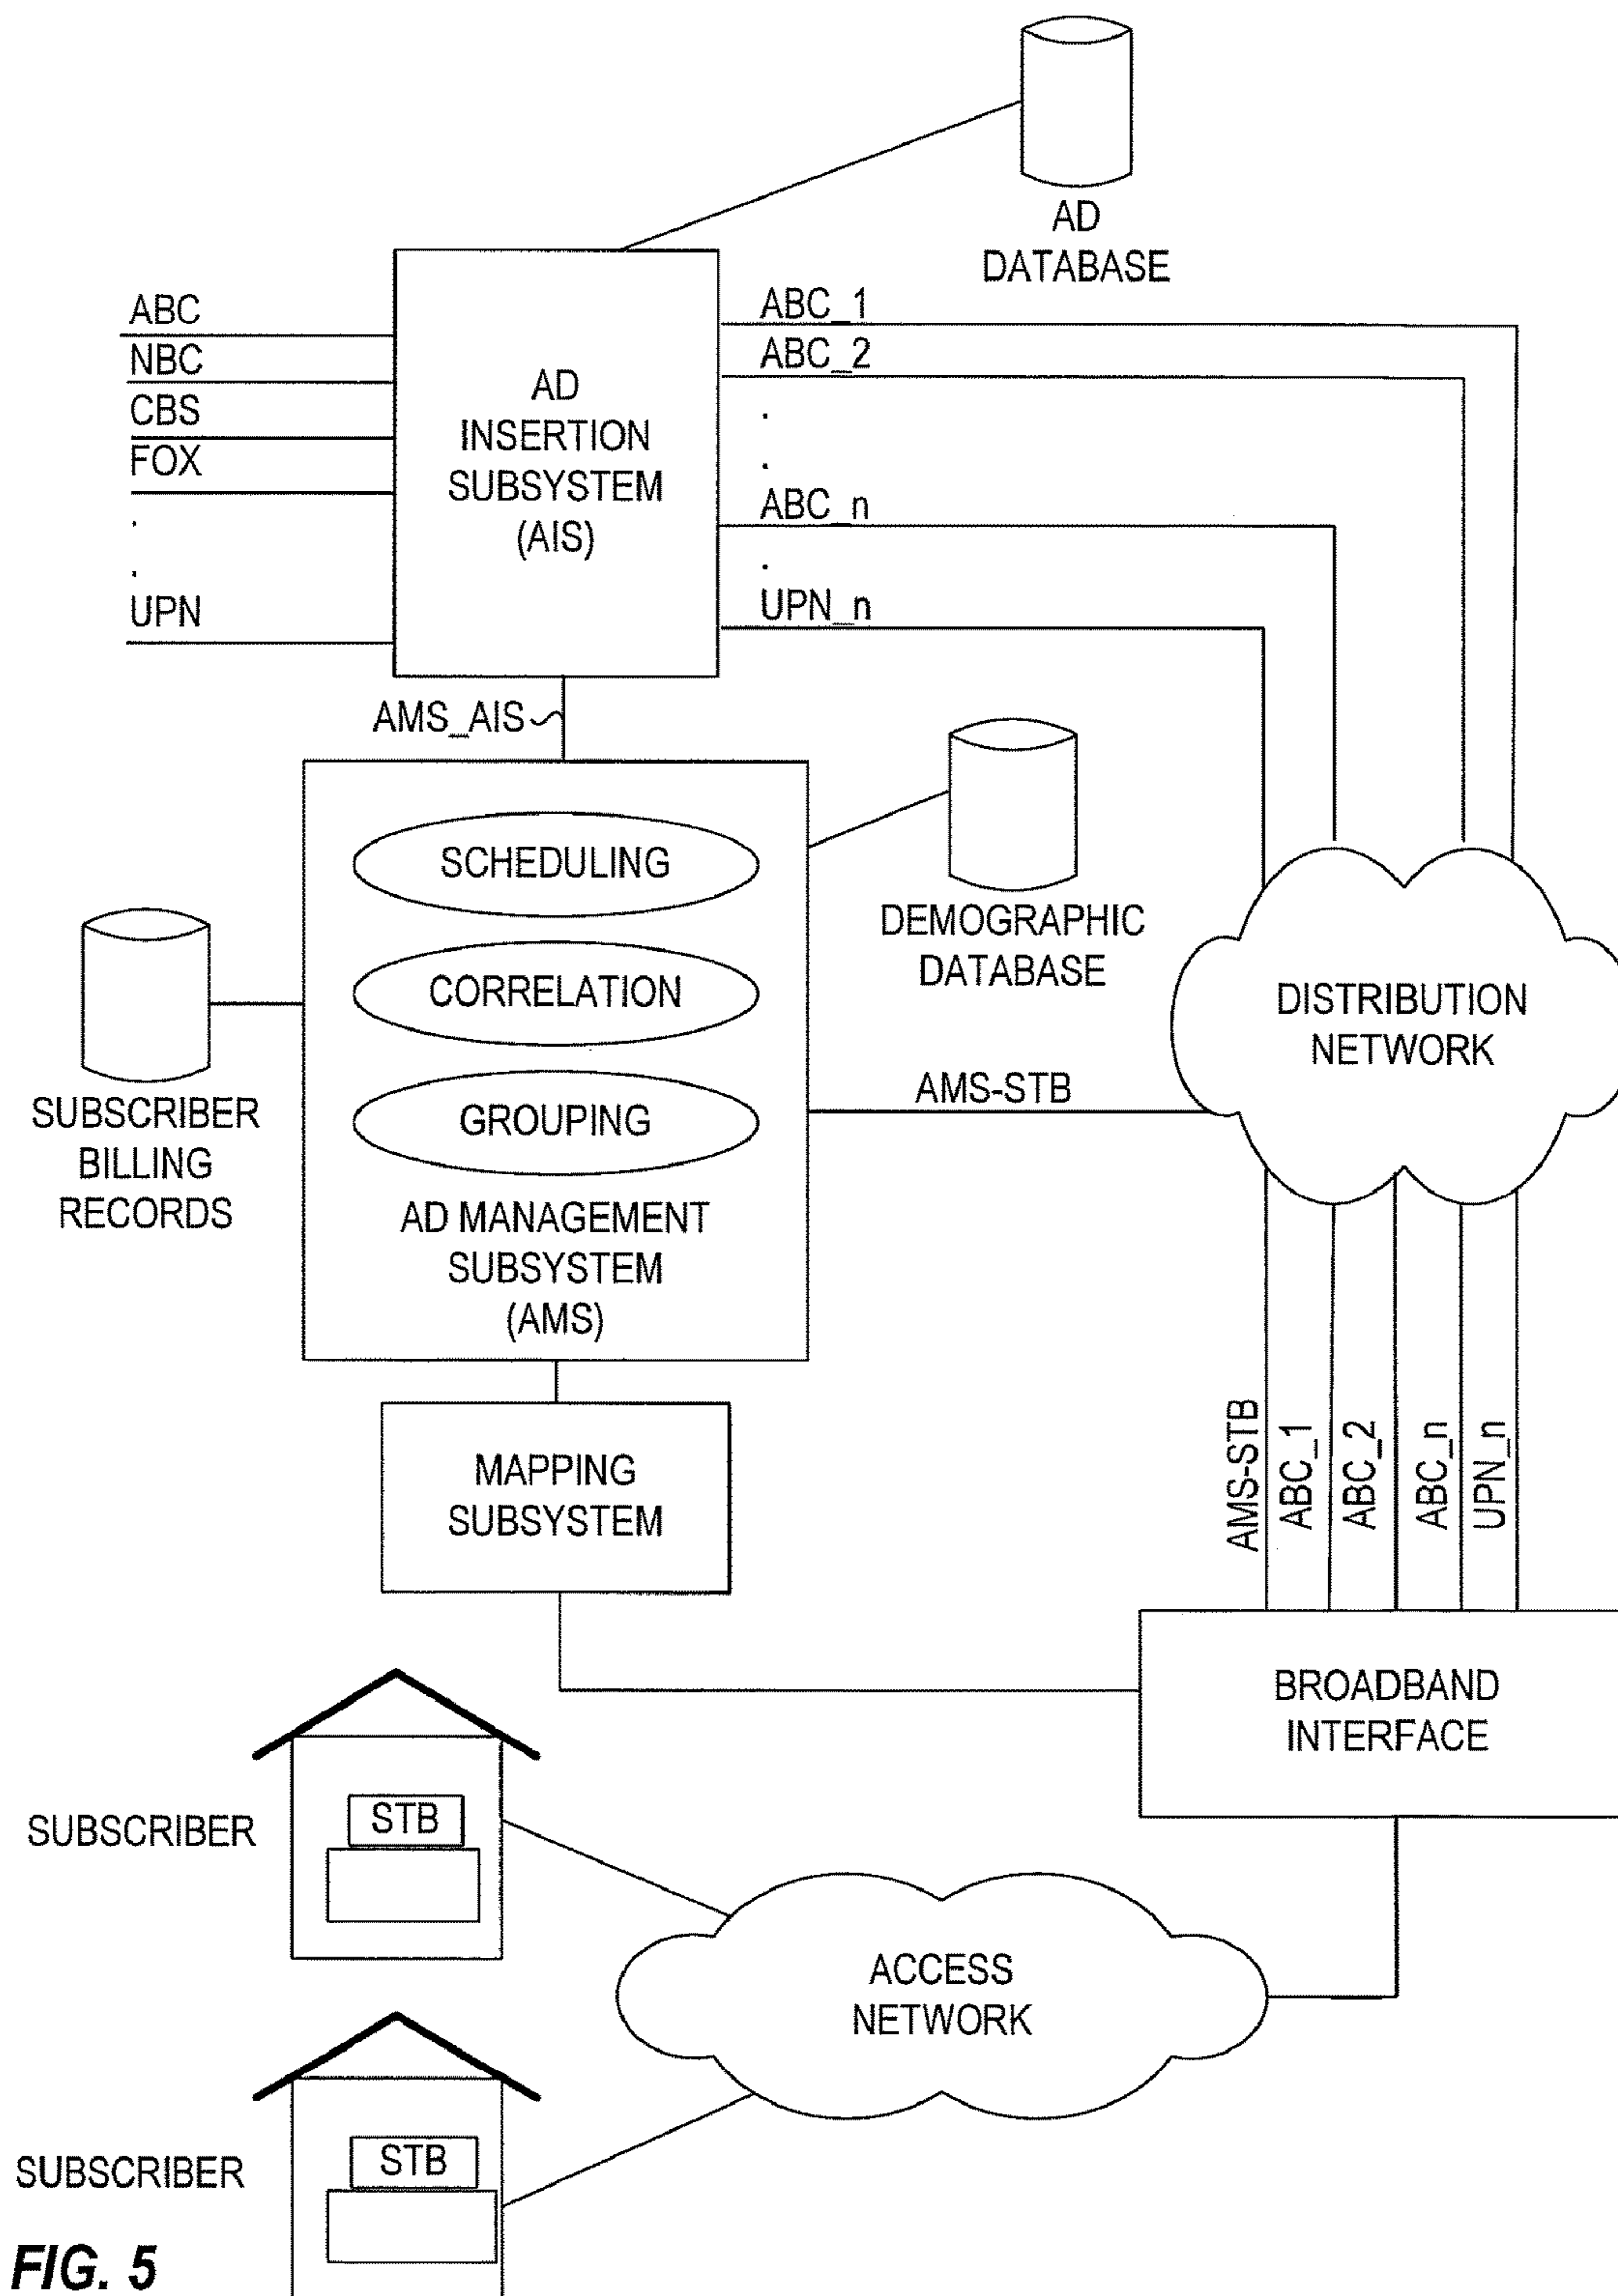 AD
DATABASE
ABC
NBC
CBS
FOX
.
.
UPN
AD
INSERTION
SUBSYSTEM
(AIS)
ABC_1
ABC_2
.
.
ABC_n
.
UPN_n
AMS_AIS
SCHEDULING
CORRELATION
GROUPING
AD MANAGEMENT
SUBSYSTEM
(AMS)
DEMOGRAPHIC
DATABASE
SUBSCRIBER
BILLING
RECORDS
AMS-STB
DISTRIBUTION
NETWORK
MAPPING
SUBSYSTEM
AMS-STB
ABC_1
ABC_2
ABC_n
UPN_n
BROADBAND
INTERFACE
SUBSCRIBER
STB
ACCESS
NETWORK
SUBSCRIBER
STB
FIG. 5